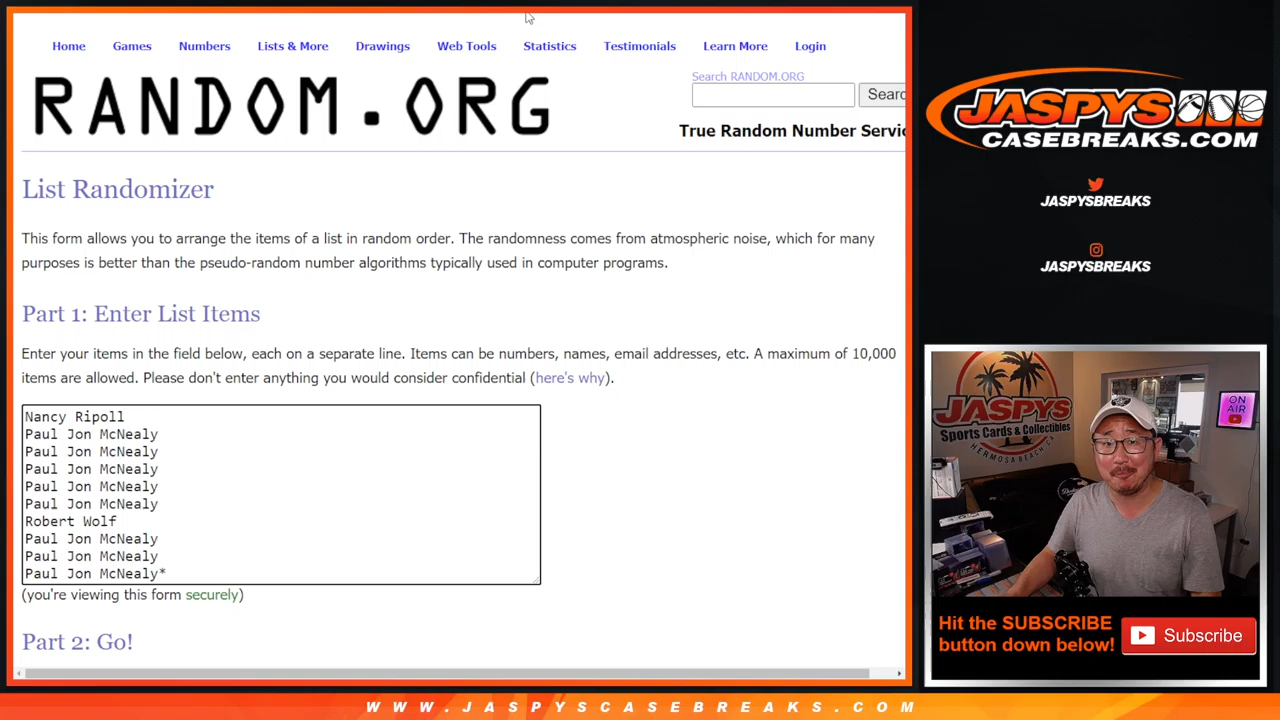 Home Games Numbers Lists & More Drawings Web Tools Statistics Testimonials Learn More Login
RANDOM.ORG
Search RANDOM.ORG
Searc
True Random Number Servic
List Randomizer
This form allows you to arrange the items of a list in random order. The randomness comes from atmospheric noise, which for many
purposes is better than the pseudo-random number algorithms typically used in computer programs.
Part 1: Enter List Items
Enter your items in the field below, each on a separate line. Items can be numbers, names, email addresses, etc. A maximum of 10,000
items are allowed. Please don't enter anything you would consider confidential (here's why).
Nancy Ripoll
Paul Jon McNealy
Paul Jon McNealy
Paul Jon McNealy
Paul Jon McNealy
Paul Jon McNealy
Robert Wolf
Paul Jon McNealy
Paul Jon McNealy
Paul Jon McNealy*
(you're viewing this form securely)
Part 2: Go!
JASPYS
CASEBREAKS.COM
JASPYSBREAKS
JASPYSBREAKS
JASPYS
Sports Cards & Collectibles
HERMOSA BEACH, CA
ON
AIR
Hit the SUBSCRIBE
button down below!
Subscribe
WWW.JASPYSCASEBREAKS.COM